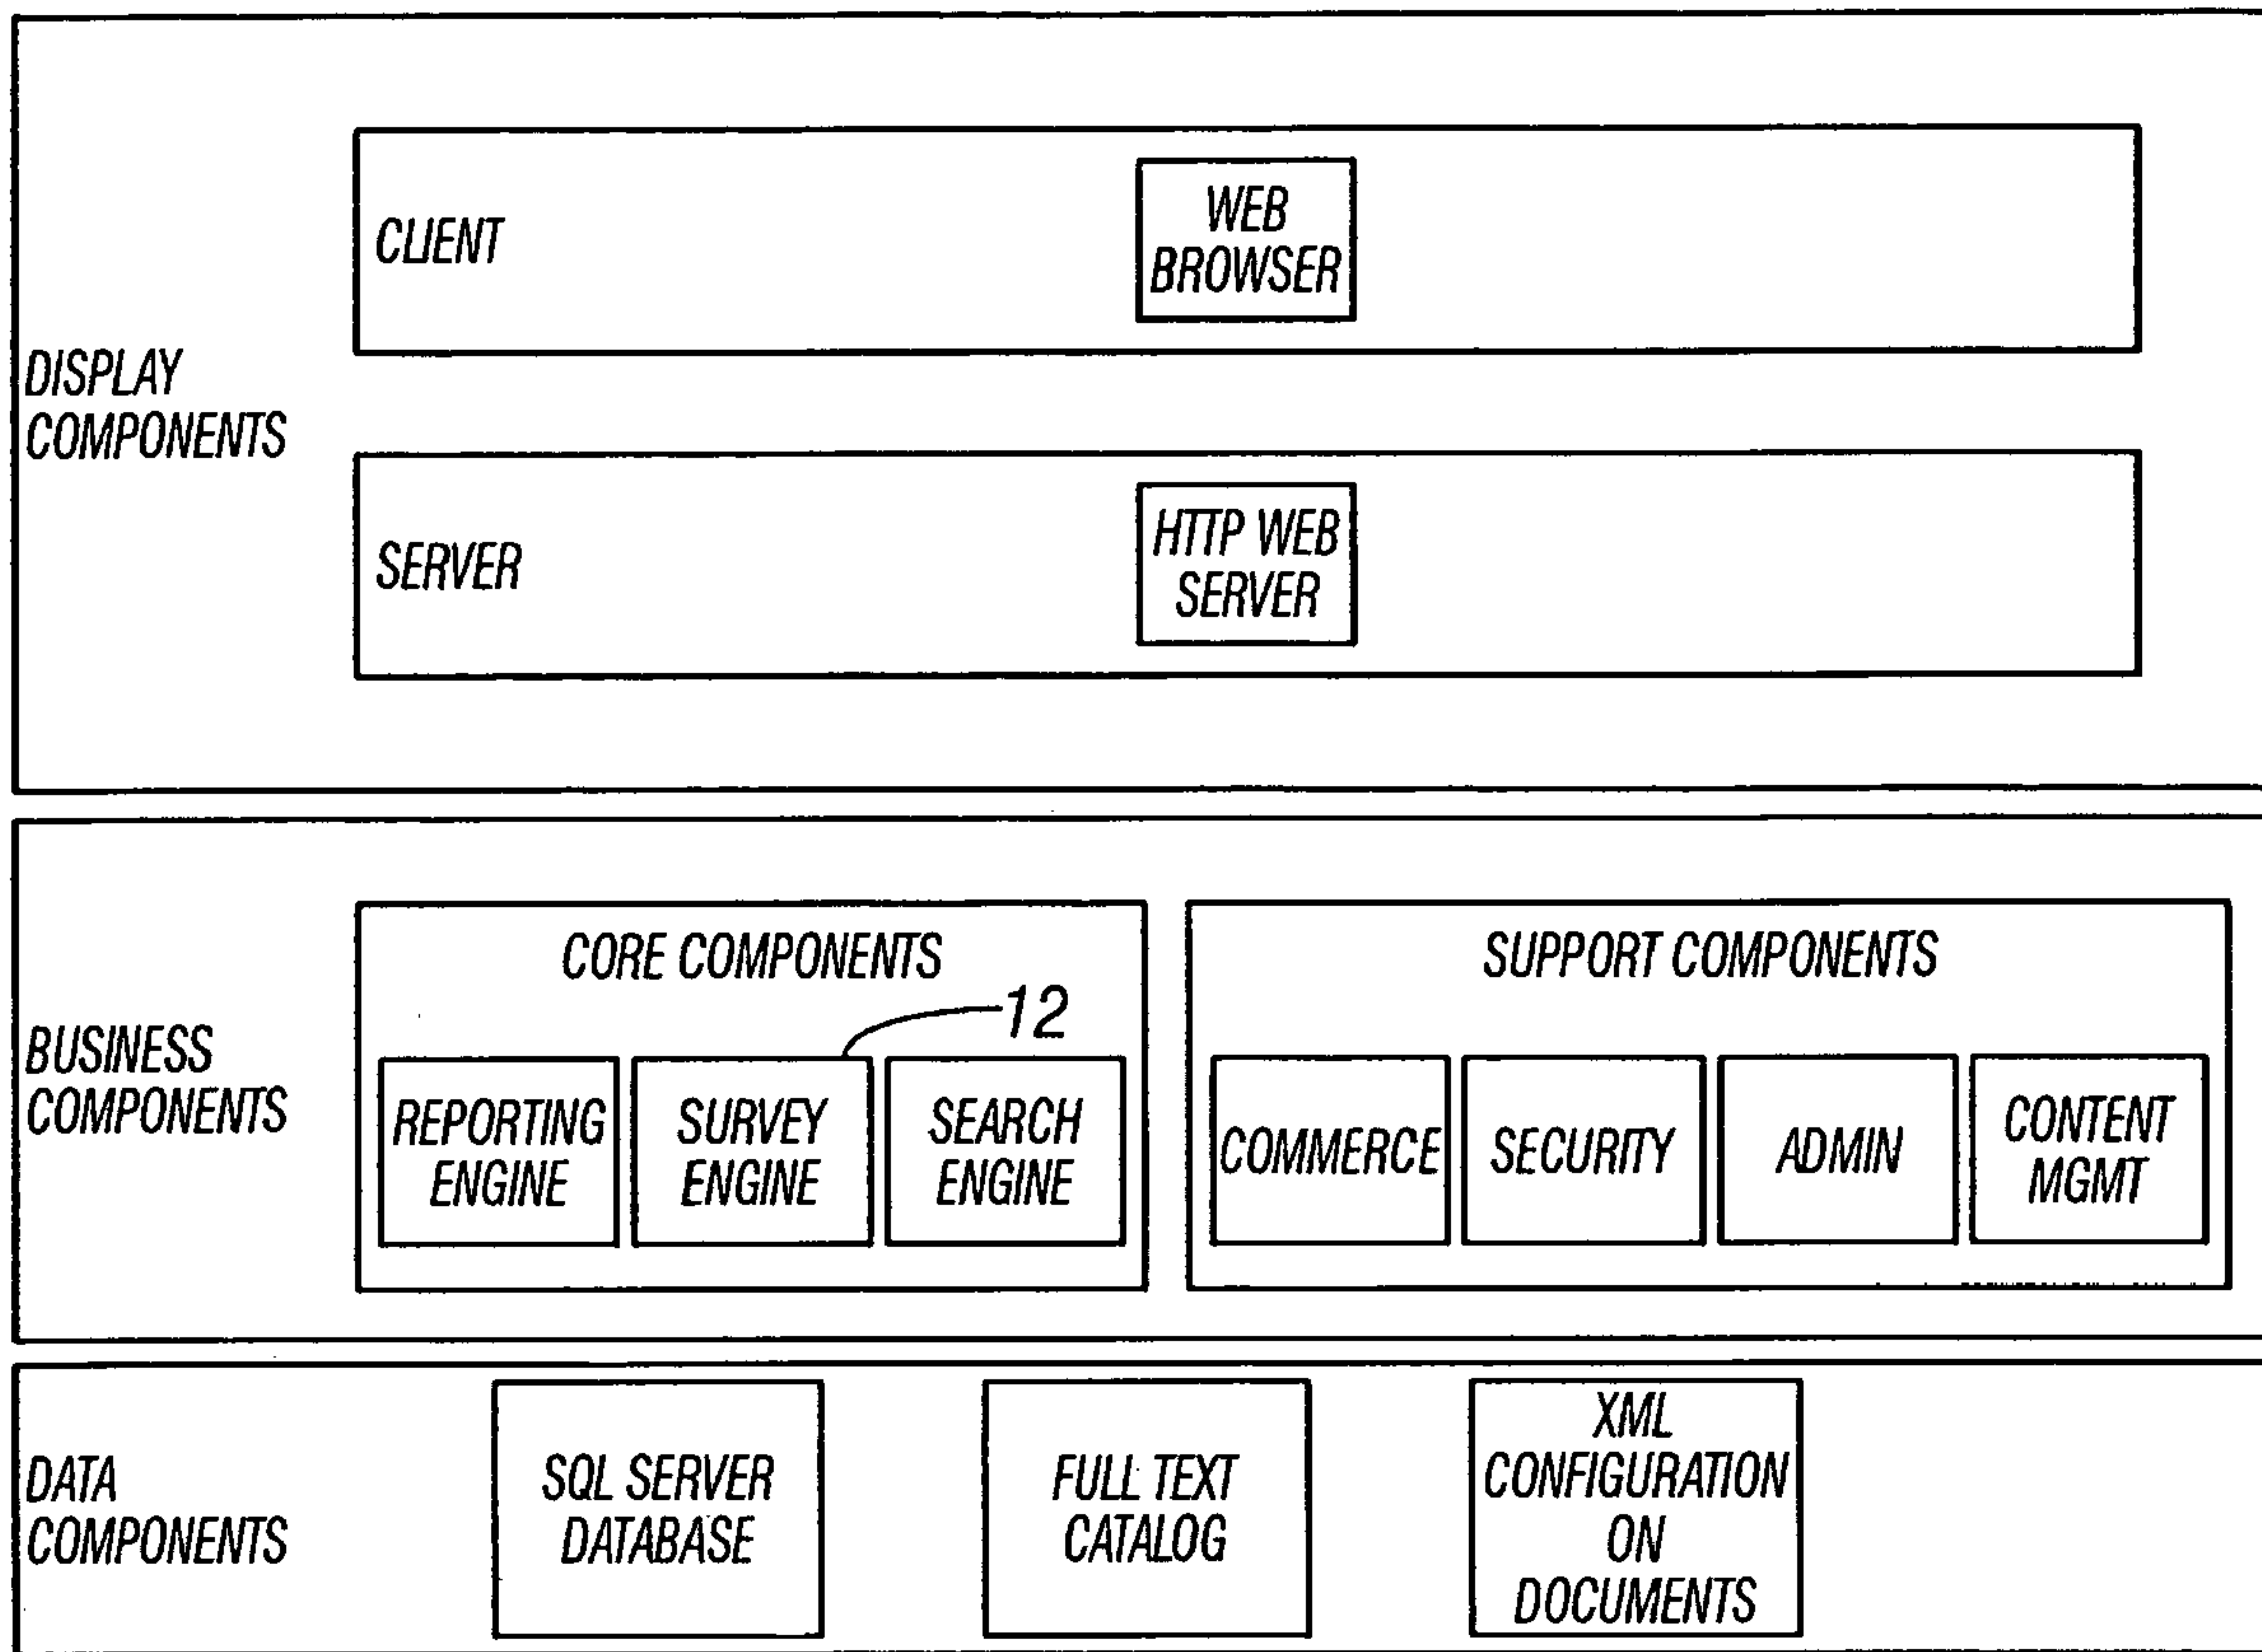 DISPLAY
COMPONENTS
CLIENT
WEB
BROWSER
SERVER
HTTP WEB
SERVER
BUSINESS
COMPONENTS
CORE COMPONENTS
12
REPORTING
ENGINE
SURVEY
ENGINE
SEARCH
ENGINE
SUPPORT COMPONENTS
COMMERCE
SECURITY
ADMIN
CONTENT
MGMT
DATA
COMPONENTS
SQL SERVER
DATABASE
FULL TEXT
CATALOG
XML
CONFIGURATION
ON
DOCUMENTS